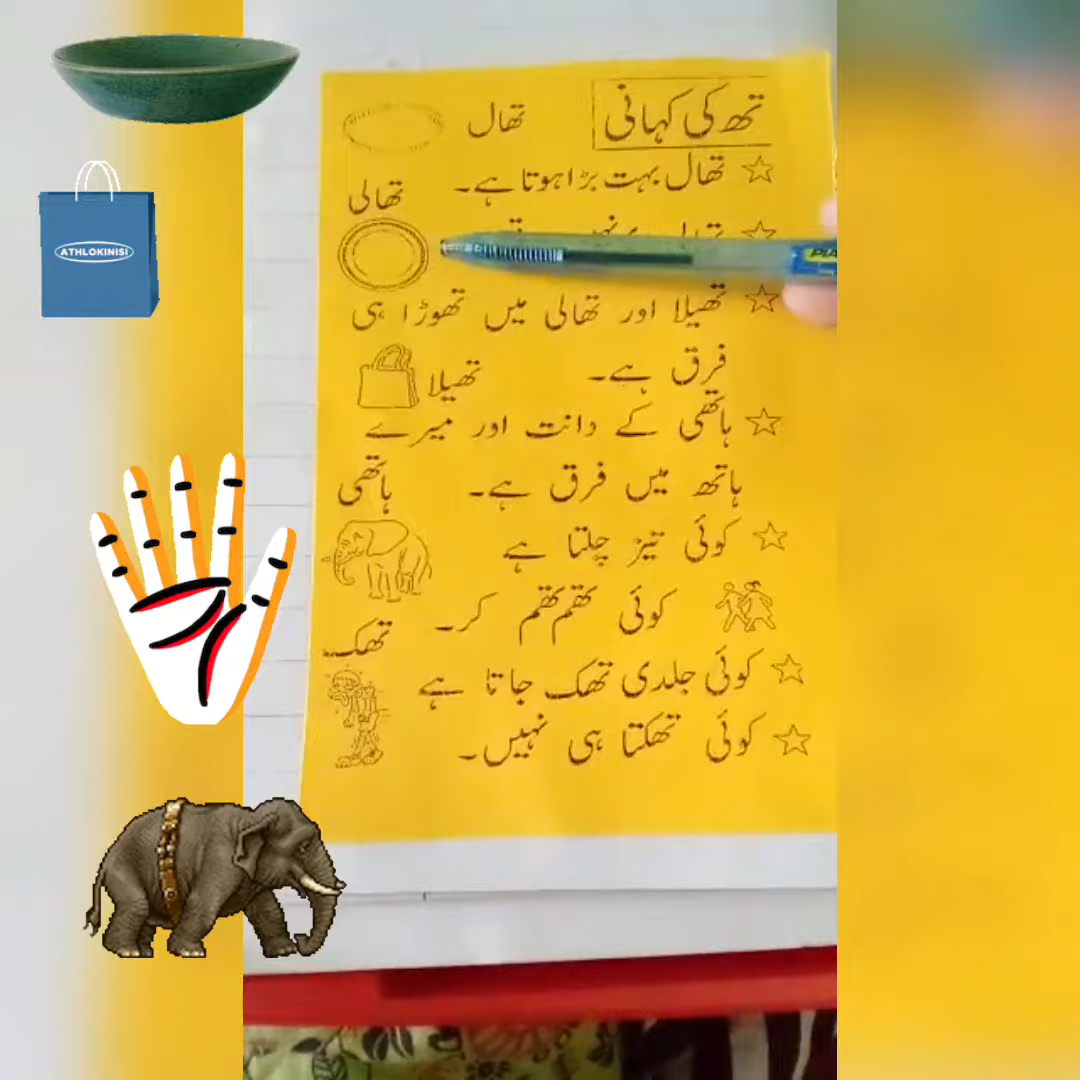 تھ کی کہانی
تھال
تھال بہت بڑا ہوتا ہے۔
تھالی
تھیلا اور تھالی میں تھوڑا ہی
فرق ہے۔
تھیلا
ہاتھی کے دانت اور میرے
ہاتھ میں فرق ہے۔
ہاتھی
کوئی تیز چلتا ہے
کوئی تھم تھم کر۔
تھک
کوئی جلدی تھک جاتا ہے
کوئی تھکتا ہی نہیں۔
ATHLOKINISI